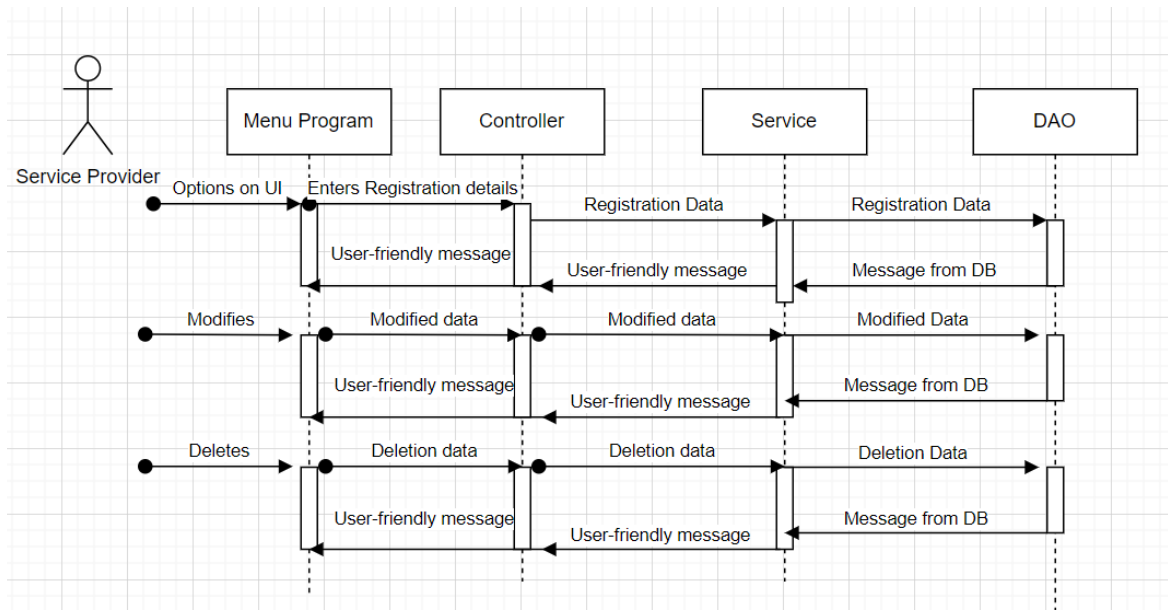 Menu Program
Controller
Service
DAO
Service Provider
Options on UI
Enters Registration details
Registration Data
Registration Data
User-friendly message
User-friendly message
Message from DB
Modifies
Modified data
Modified data
Modified Data
User-friendly message
User-friendly message
Message from DB
Deletes
Deletion data
Deletion data
Deletion Data
User-friendly message
User-friendly message
Message from DB